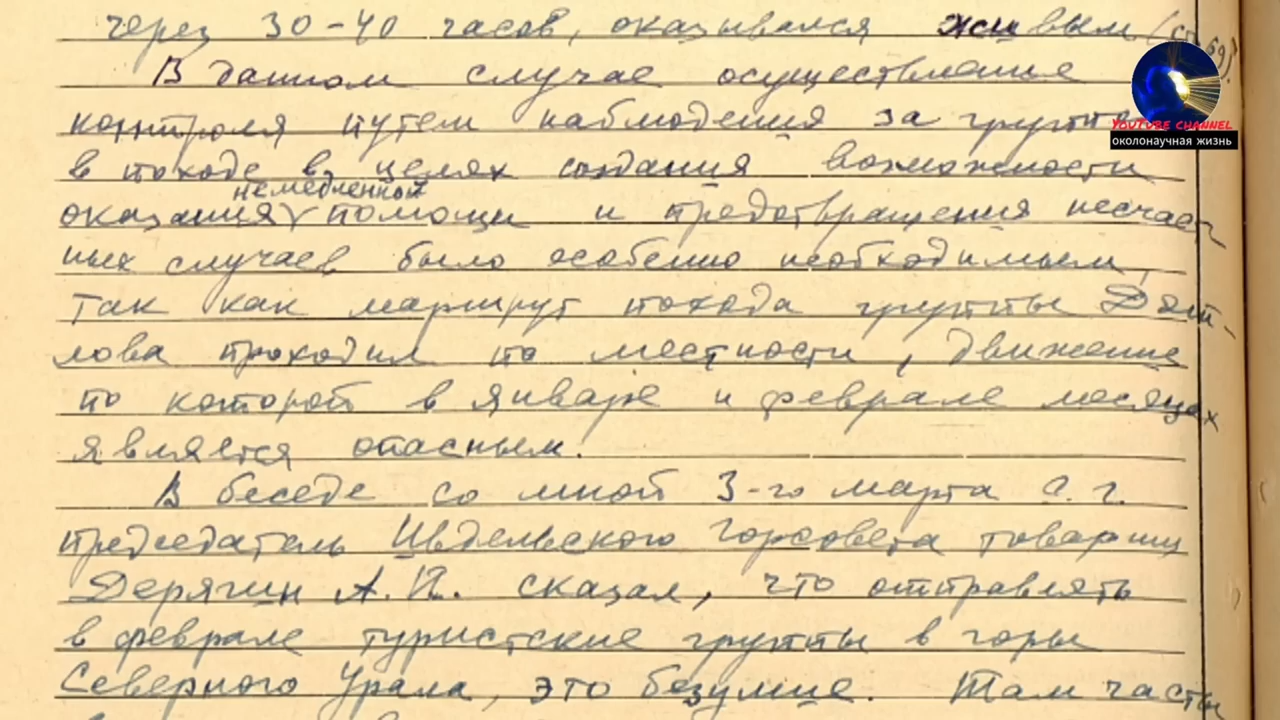 через 30-40 часов, оказывался живым (ст 69).
В данном случае осуществление
контроля путем наблюдения за группой
в походе в целях создания возможности
немедленной
оказания помощи и предотвращения несчаст
ных случаев было особенно необходимым,
так как маршрут похода группы Дят-
лова проходил по местности, движение
по которой в январе и феврале месяцах
является опасным.
В беседе со мной 3-го марта с.г.
председатель Ивдельского Горсовета товарищ
Дерягин А.И. сказал, что отправлять
в феврале туристские группы в горы
Северного Урала, это безумие. Там часты
YouTube channel
околонаучная жизнь